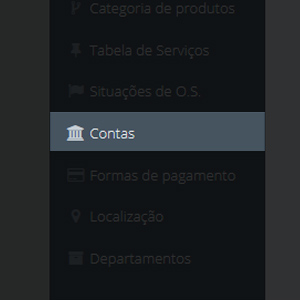 Categoria de produtos
Tabela de Serviços
Situações de O.S.
Contas
Formas de pagamento
Localização
Departamentos